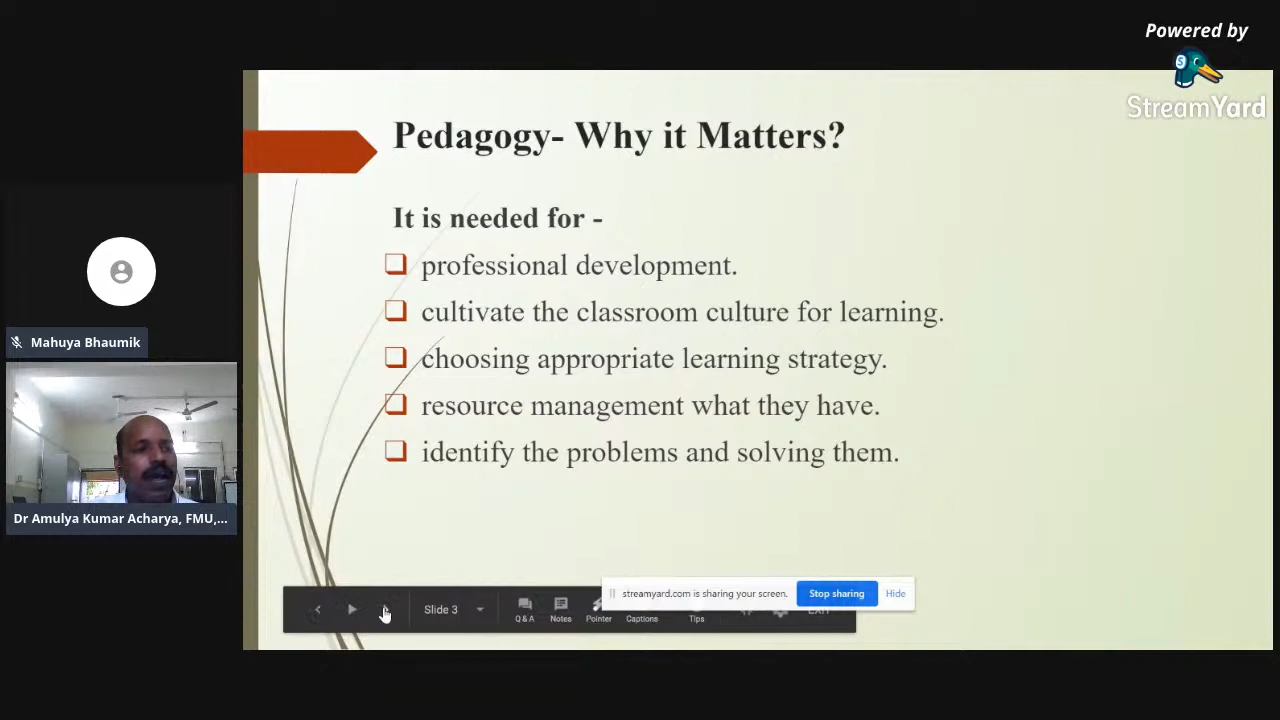 Powered by
StreamYard
Pedagogy- Why it Matters?
It is needed for -
professional development.
cultivate the classroom culture for learning.
choosing appropriate learning strategy.
resource management what they have.
identify the problems and solving them.
Mahuya Bhaumik
Dr Amulya Kumar Acharya, FMU,...
streamyard.com is sharing your screen.
Stop sharing
Hide
Slide 3
Q & A
Notes
Pointer
Captions
Tips